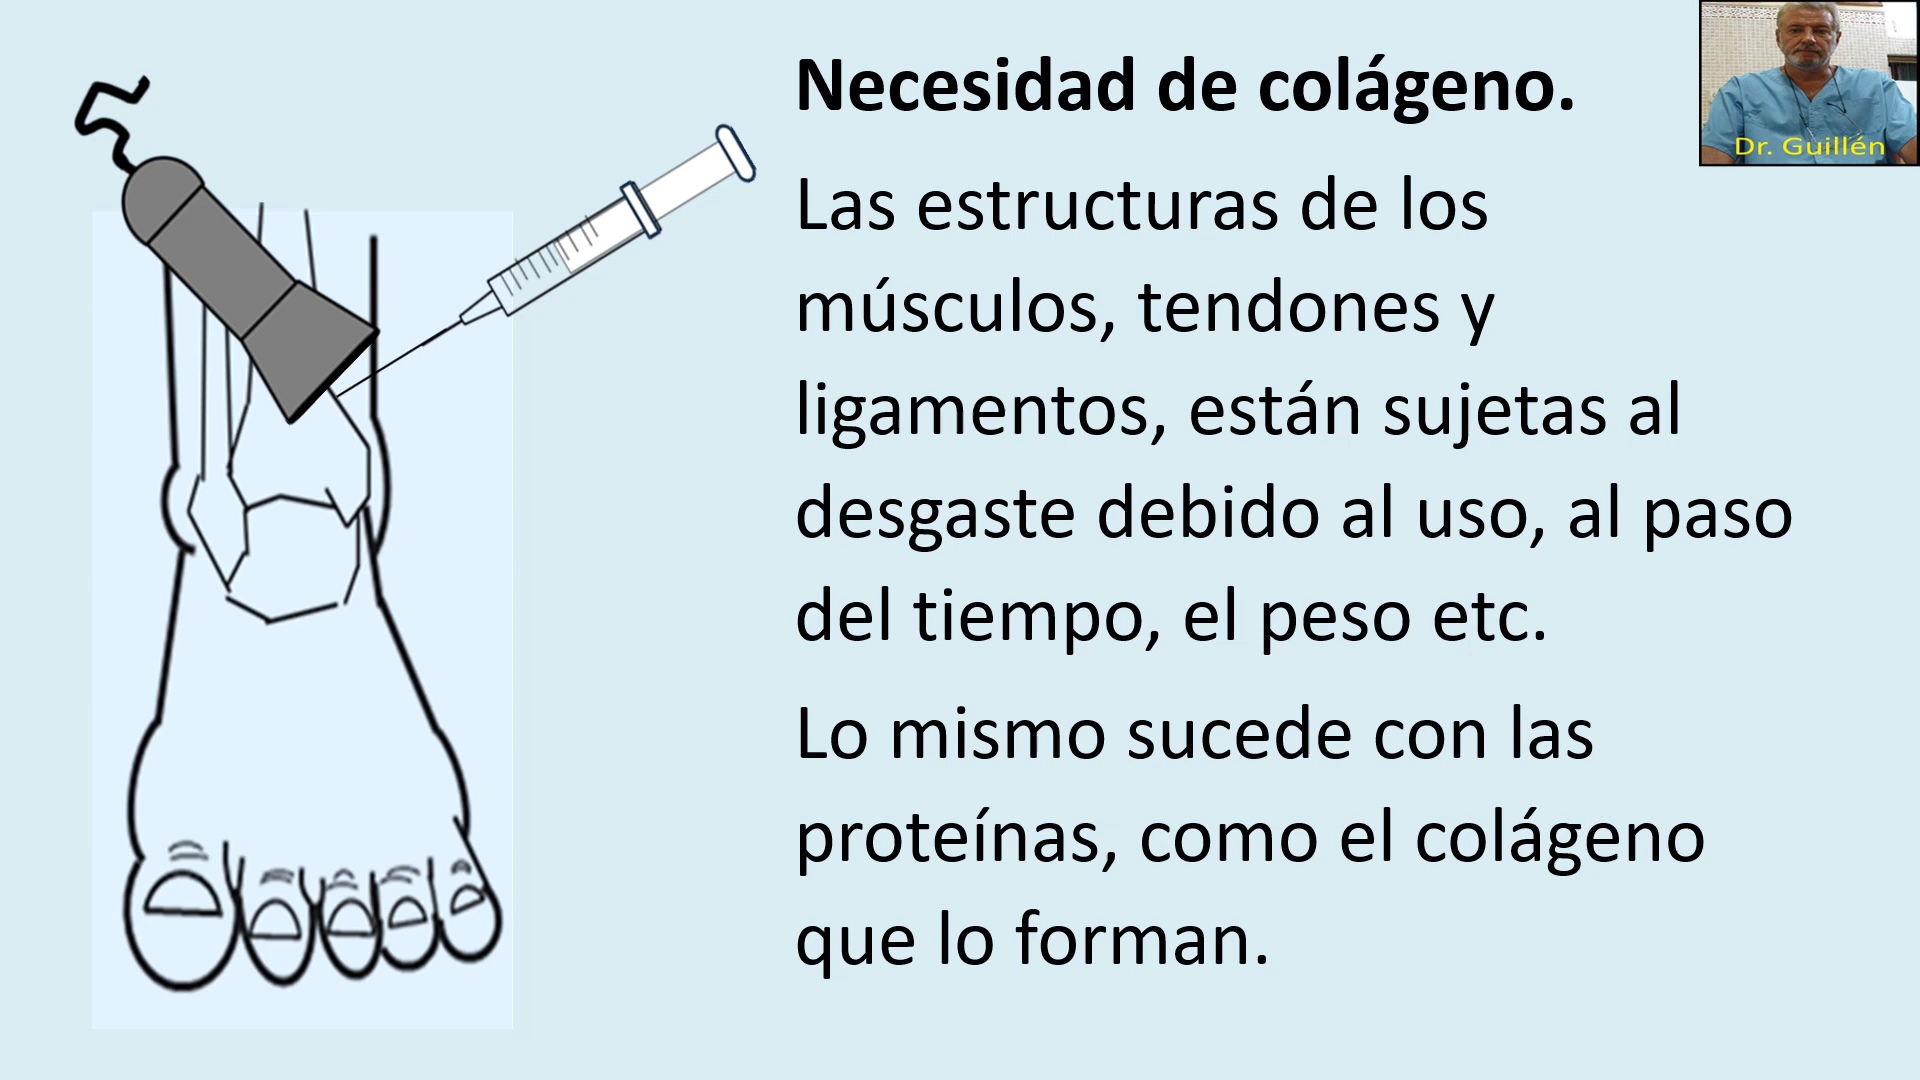 Necesidad de colágeno.
Dr. Guillén
Las estructuras de los
músculos, tendones y
ligamentos, están sujetas al
desgaste debido al uso, al paso
del tiempo, el peso etc.
Lo mismo sucede con las
proteínas, como el colágeno
que lo forman.